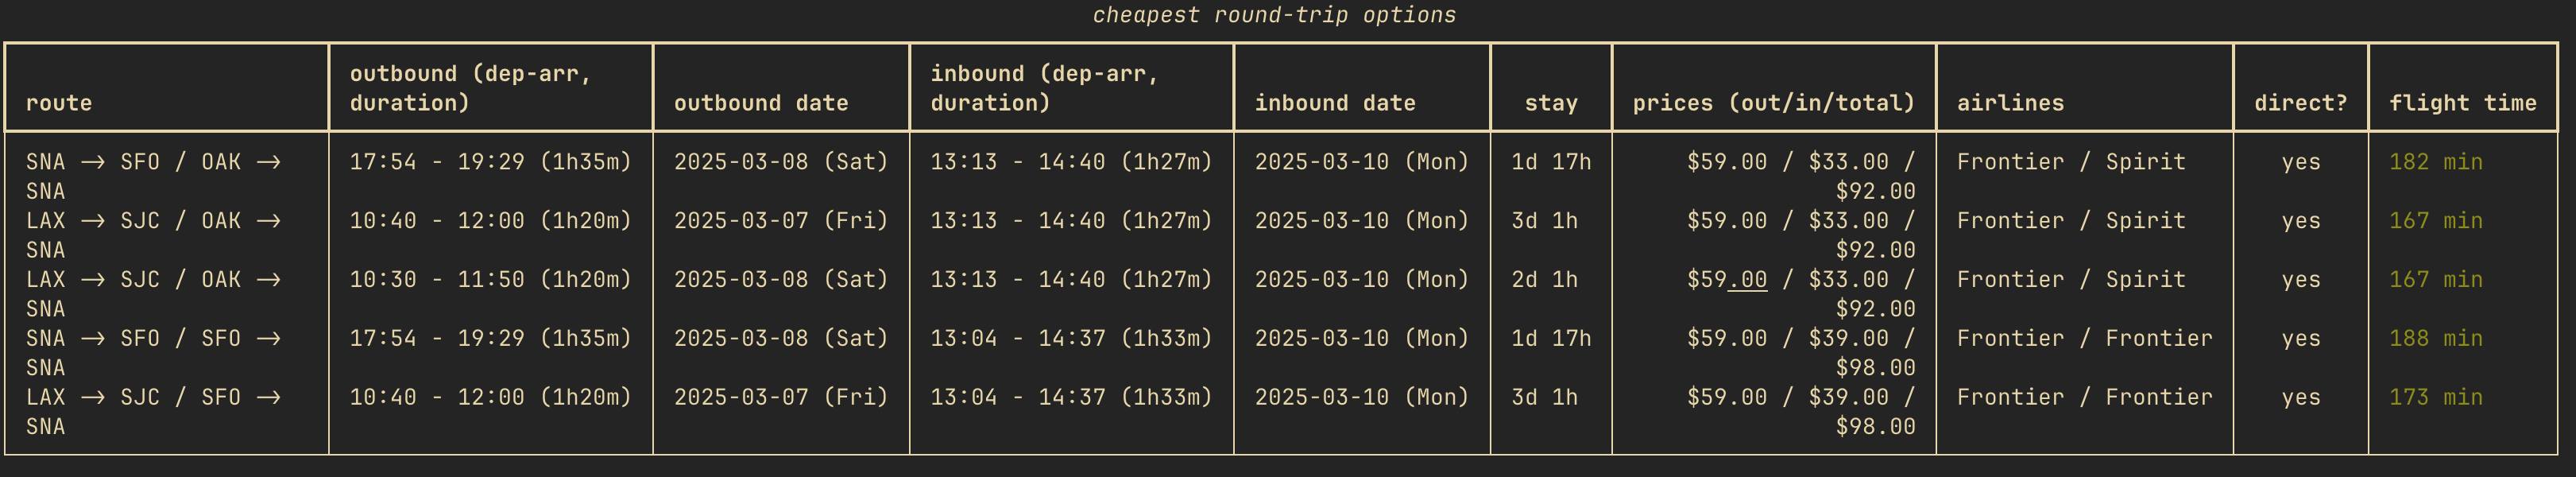 cheapest round-trip options
outbound (dep-arr, inbound (dep-arr,
route duration) outbound date duration) inbound date stay prices (out/in/total) airlines direct? flight time
SNA → SFO / OAK → 17:54 - 19:29 (1h35m) 2025-03-08 (Sat) 13:13 - 14:40 (1h27m) 2025-03-10 (Mon) 1d 17h $59.00 / $33.00 / Frontier / Spirit yes 182 min
SNA $92.00
LAX → SJC / OAK → 10:40 - 12:00 (1h20m) 2025-03-07 (Fri) 13:13 - 14:40 (1h27m) 2025-03-10 (Mon) 3d 1h $59.00 / $33.00 / Frontier / Spirit yes 167 min
SNA $92.00
LAX → SJC / OAK → 10:30 - 11:50 (1h20m) 2025-03-08 (Sat) 13:13 - 14:40 (1h27m) 2025-03-10 (Mon) 2d 1h $59.00 / $33.00 / Frontier / Spirit yes 167 min
SNA $92.00
SNA → SFO / SFO → 17:54 - 19:29 (1h35m) 2025-03-08 (Sat) 13:04 - 14:37 (1h33m) 2025-03-10 (Mon) 1d 17h $59.00 / $39.00 / Frontier / Frontier yes 188 min
SNA $98.00
LAX → SJC / SFO → 10:40 - 12:00 (1h20m) 2025-03-07 (Fri) 13:04 - 14:37 (1h33m) 2025-03-10 (Mon) 3d 1h $59.00 / $39.00 / Frontier / Frontier yes 173 min
SNA $98.00